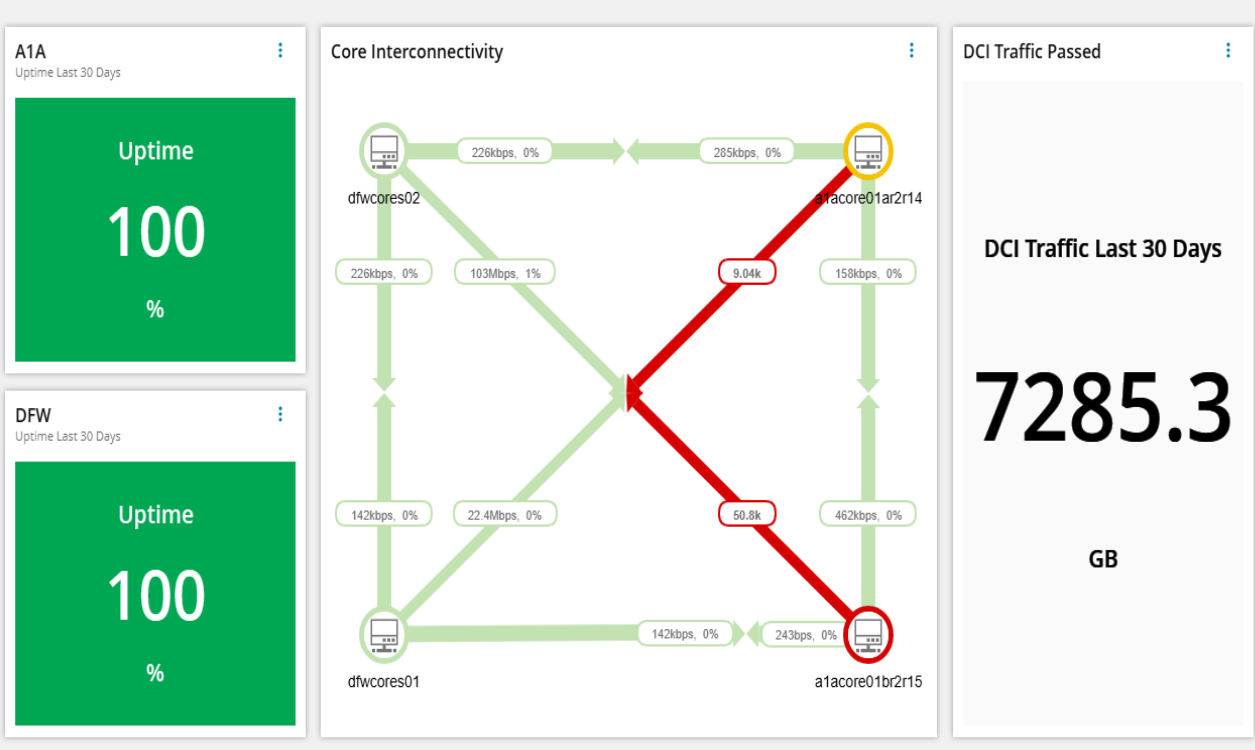 A1A
Uptime Last 30 Days
Uptime
100
%
DFW
Uptime Last 30 Days
Uptime
100
%
Core Interconnectivity
226kbps, 0%
285kbps, 0%
dfwcores02
a1acore01ar2r14
226kbps, 0%
103Mbps, 1%
9.04k
158kbps, 0%
142kbps, 0%
22.4Mbps, 0%
50.8k
462kbps, 0%
142kbps, 0%
243bps, 0%
dfwcores01
a1acore01br2r15
DCI Traffic Passed
DCI Traffic Last 30 Days
7285.3
GB